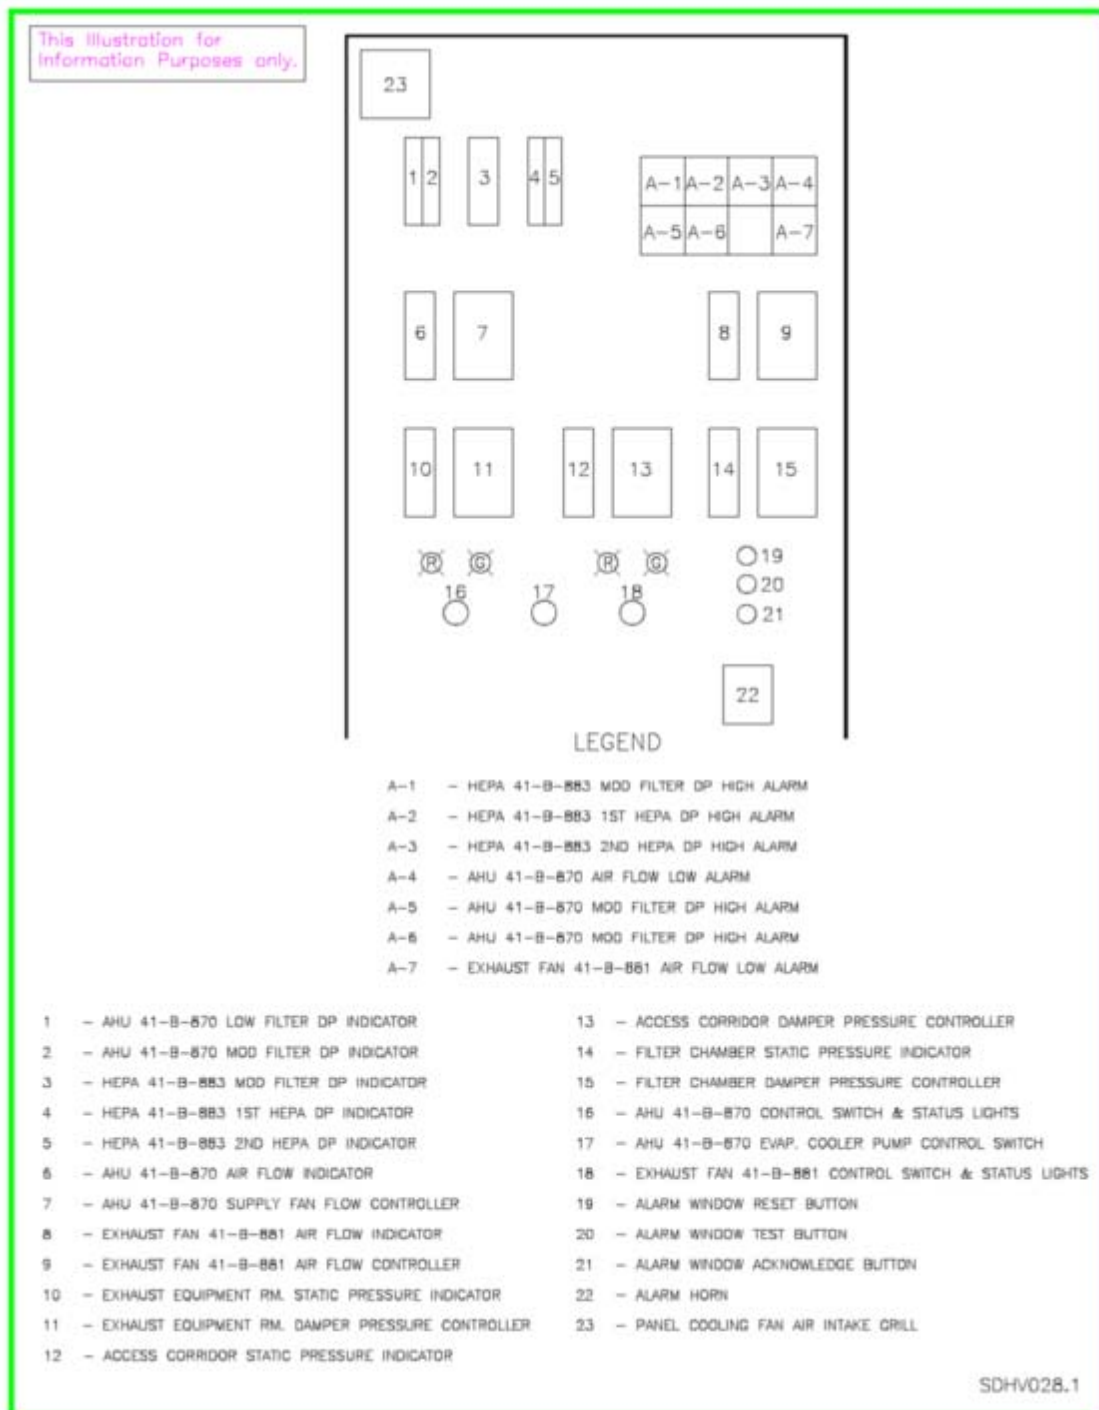 This Illustration for
Information Purposes only.
23
1 2 3 4 5
A-1 A-2 A-3 A-4
A-5 A-6 A-7
6 7 8 9
10 11 12 13 14 15
R G R G 19
16 17 18 20
21
22
LEGEND
A-1 - HEPA 41-B-883 MOD FILTER DP HIGH ALARM
A-2 - HEPA 41-B-883 1ST HEPA DP HIGH ALARM
A-3 - HEPA 41-B-883 2ND HEPA DP HIGH ALARM
A-4 - AHU 41-B-870 AIR FLOW LOW ALARM
A-5 - AHU 41-B-870 MOD FILTER DP HIGH ALARM
A-6 - AHU 41-B-870 MOD FILTER DP HIGH ALARM
A-7 - EXHAUST FAN 41-B-881 AIR FLOW LOW ALARM
1 - AHU 41-B-870 LOW FILTER DP INDICATOR
2 - AHU 41-B-870 MOD FILTER DP INDICATOR
3 - HEPA 41-B-883 MOD FILTER DP INDICATOR
4 - HEPA 41-B-883 1ST HEPA DP INDICATOR
5 - HEPA 41-B-883 2ND HEPA DP INDICATOR
6 - AHU 41-B-870 AIR FLOW INDICATOR
7 - AHU 41-B-870 SUPPLY FAN FLOW CONTROLLER
8 - EXHAUST FAN 41-B-881 AIR FLOW INDICATOR
9 - EXHAUST FAN 41-B-881 AIR FLOW CONTROLLER
10 - EXHAUST EQUIPMENT RM. STATIC PRESSURE INDICATOR
11 - EXHAUST EQUIPMENT RM. DAMPER PRESSURE CONTROLLER
12 - ACCESS CORRIDOR STATIC PRESSURE INDICATOR
13 - ACCESS CORRIDOR DAMPER PRESSURE CONTROLLER
14 - FILTER CHAMBER STATIC PRESSURE INDICATOR
15 - FILTER CHAMBER DAMPER PRESSURE CONTROLLER
16 - AHU 41-B-870 CONTROL SWITCH & STATUS LIGHTS
17 - AHU 41-B-870 EVAP. COOLER PUMP CONTROL SWITCH
18 - EXHAUST FAN 41-B-881 CONTROL SWITCH & STATUS LIGHTS
19 - ALARM WINDOW RESET BUTTON
20 - ALARM WINDOW TEST BUTTON
21 - ALARM WINDOW ACKNOWLEDGE BUTTON
22 - ALARM HORN
23 - PANEL COOLING FAN AIR INTAKE GRILL
SDHV028.1